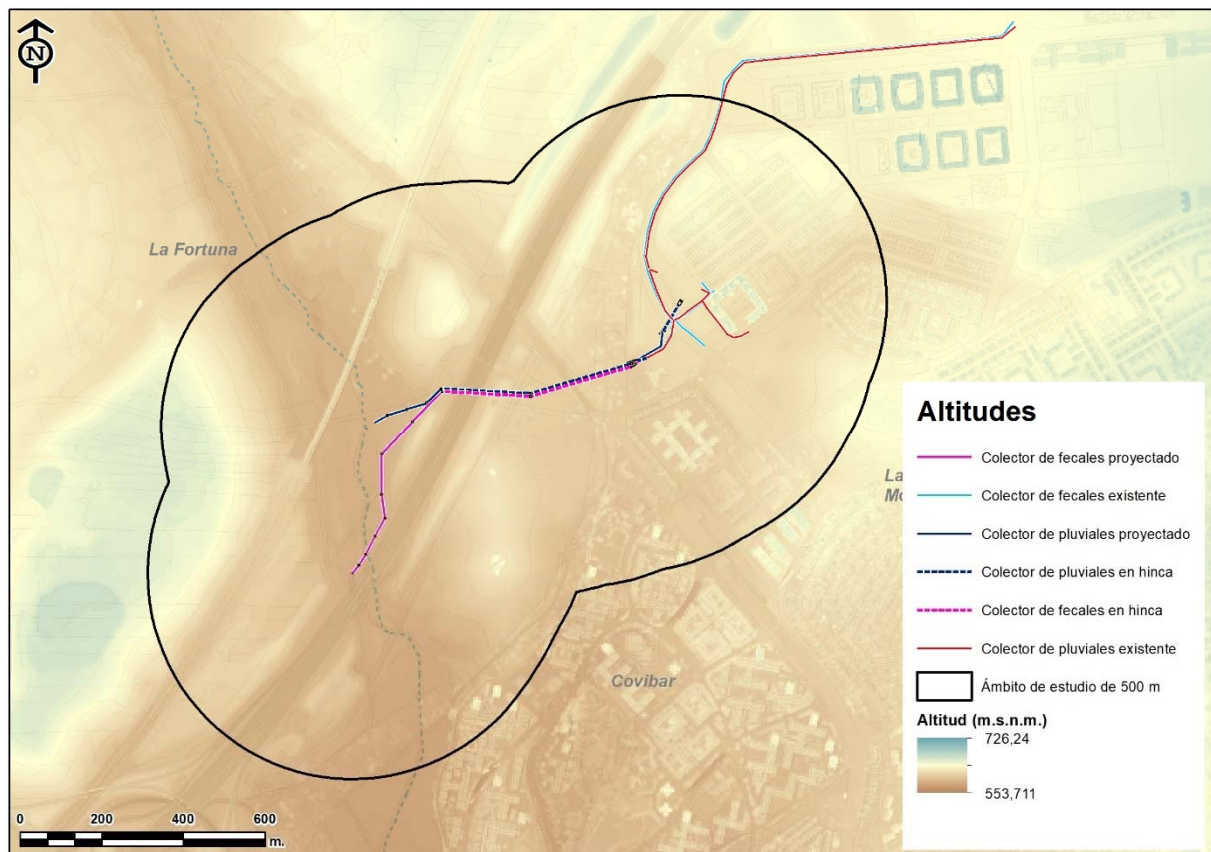 N
La Fortuna
Covibar
La
Altitudes
Colector de fecales proyectado
Colector de fecales existente
Colector de pluviales proyectado
Colector de pluviales en hinca
Colector de fecales en hinca
Colector de pluviales existente
Ámbito de estudio de 500 m
Altitud (m.s.n.m.)
726,24
553,711
0 200 400 600
m.